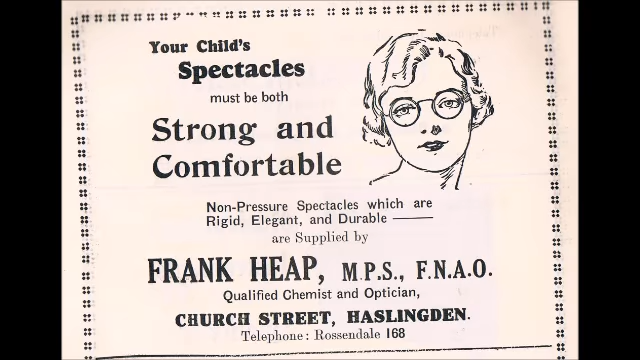 Your Child's
Spectacles
must be both
Strong and
Comfortable
Non-Pressure Spectacles which are
Rigid, Elegant, and Durable ——
are Supplied by
FRANK HEAP, M.P.S., F.N.A.O.
Qualified Chemist and Optician,
CHURCH STREET, HASLINGDEN.
Telephone: Rossendale 168